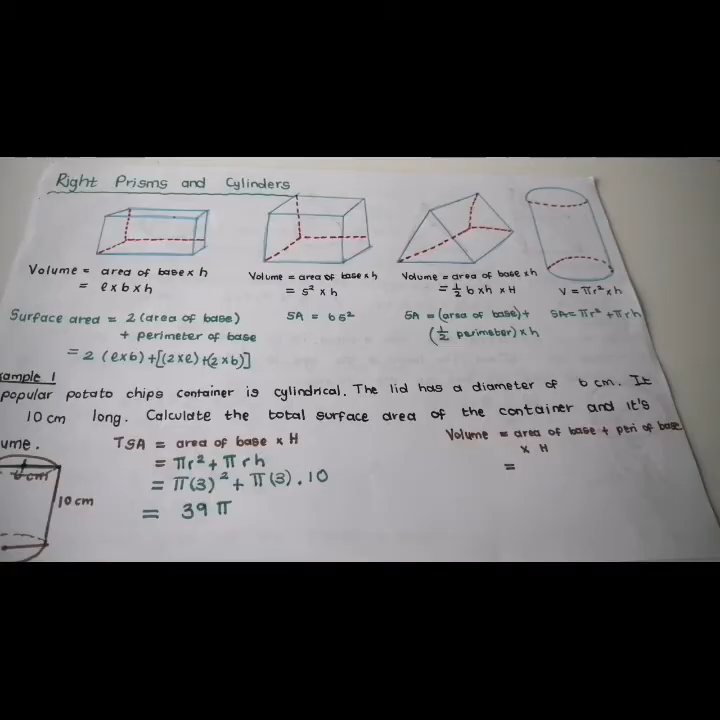 Right Prisms and Cylinders
Volume = area of base x h
= l x b x h
Volume = area of base x h
= s² x h
Volume = area of base x h
= ½ b x h x H
V = πr² x h
Surface area = 2 (area of base)
+ perimeter of base
= 2 (l x b) + [(2 x l) + (2 x b)]
SA = 6s²
SA = (area of base) +
(½ perimeter) x h
SA = πr² + πrh
ample 1
popular potato chips container is cylindrical. The lid has a diameter of 6 cm. It
10 cm long. Calculate the total surface area of the container and it's
ume.
TSA = area of base x H
= πr² + πrh
= π(3)² + π(3) . 10
= 39 π
Volume = area of base + peri of base
x H
=
6 cm
10 cm